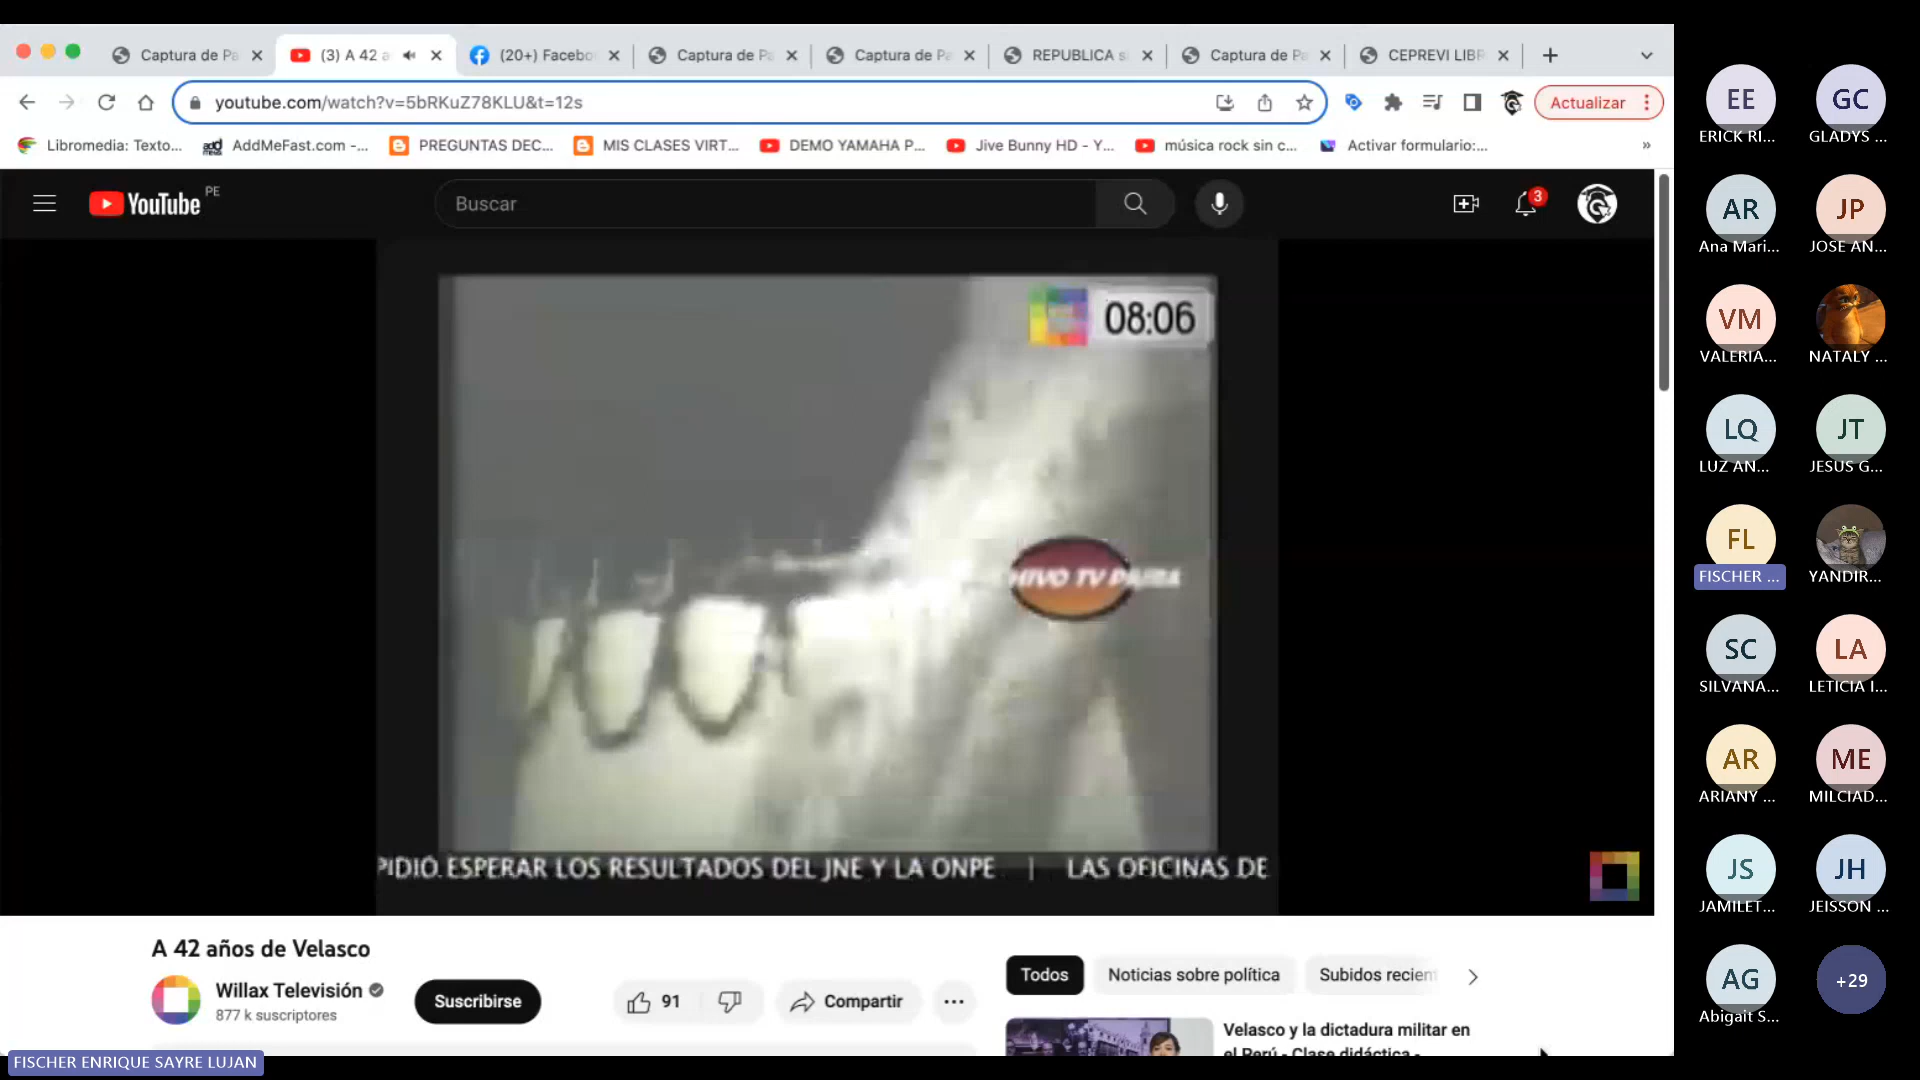 Captura de Pa
(3) A 42 a
(20+) Facebo
Captura de Pa
Captura de Pa
REPUBLICA s
Captura de Pa
CEPREVI LIBR
youtube.com/watch?v=5bRKuZ78KLU&t=12s
Actualizar
Libromedia: Texto...
AddMeFast.com -...
PREGUNTAS DEC...
MIS CLASES VIRT...
DEMO YAMAHA P...
Jive Bunny HD - Y...
música rock sin c...
Activar formulario:...
»
YouTube PE
Buscar
3
08:06
PIDIO. ESPERAR LOS RESULTADOS DEL JNE Y LA ONPE | LAS OFICINAS DE
A 42 años de Velasco
Willax Televisión
877 k suscriptores
Suscribirse
91
Compartir
Todos
Noticias sobre política
Subidos recient
Velasco y la dictadura militar en
el Perú - Clase didáctica -
FISCHER ENRIQUE SAYRE LUJAN
EE
ERICK RI...
GC
GLADYS ...
AR
Ana Mari...
JP
JOSE AN...
VM
VALERIA...
NATALY ...
LQ
LUZ AN...
JT
JESUS G...
FL
FISCHER ...
YANDIR...
SC
SILVANA...
LA
LETICIA I...
AR
ARIANY ...
ME
MILCIAD...
JS
JAMILET...
JH
JEISSON ...
AG
Abigait S...
+29